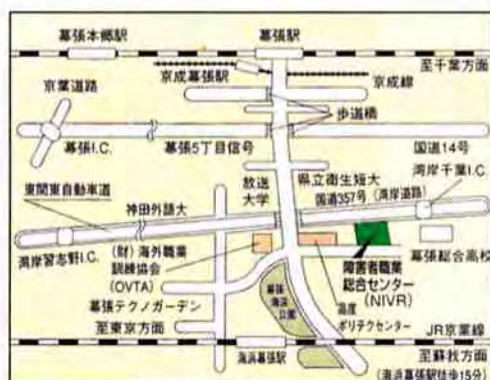 幕張本郷駅
幕張駅
至千葉方面
京成幕張駅
京成線
京葉道路
歩道橋
幕張I.C.
幕張5丁目信号
国道14号
湾岸千葉I.C.
放送
大学
県立衛生短大
国道357号(湾岸道路)
東関東自動車道
神田外語大
湾岸習志野I.C.
(財)海外職業
訓練協会
(OVTA)
幕張
海浜
公園
障害者職業
総合センター
(NIVR)
幕張総合高校
高度
ポリテクセンター
幕張テクノガーデン
至東京方面
JR京葉線
海浜幕張駅
至蘇我方面
(海浜幕張駅徒歩15分)